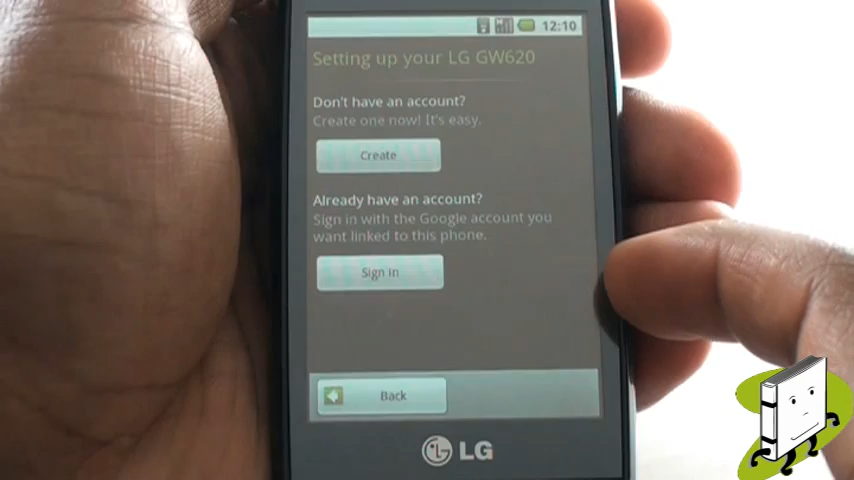 12:10
Setting up your LG GW620
Don't have an account?
Create one now! It's easy.
Create
Already have an account?
Sign in with the Google account you
want linked to this phone.
Sign in
Back
LG